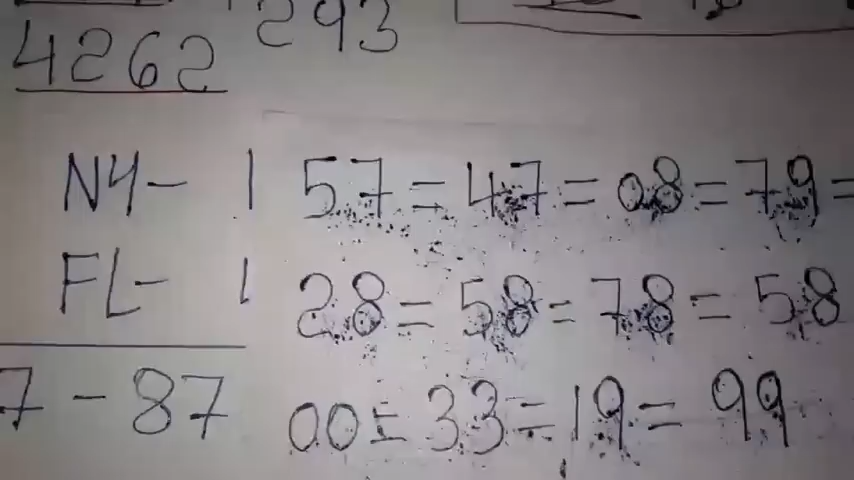 4262 293
NY- 1 57=47=08=79=
FL- 1 28=58=78=58
7-87 00=33=19=99